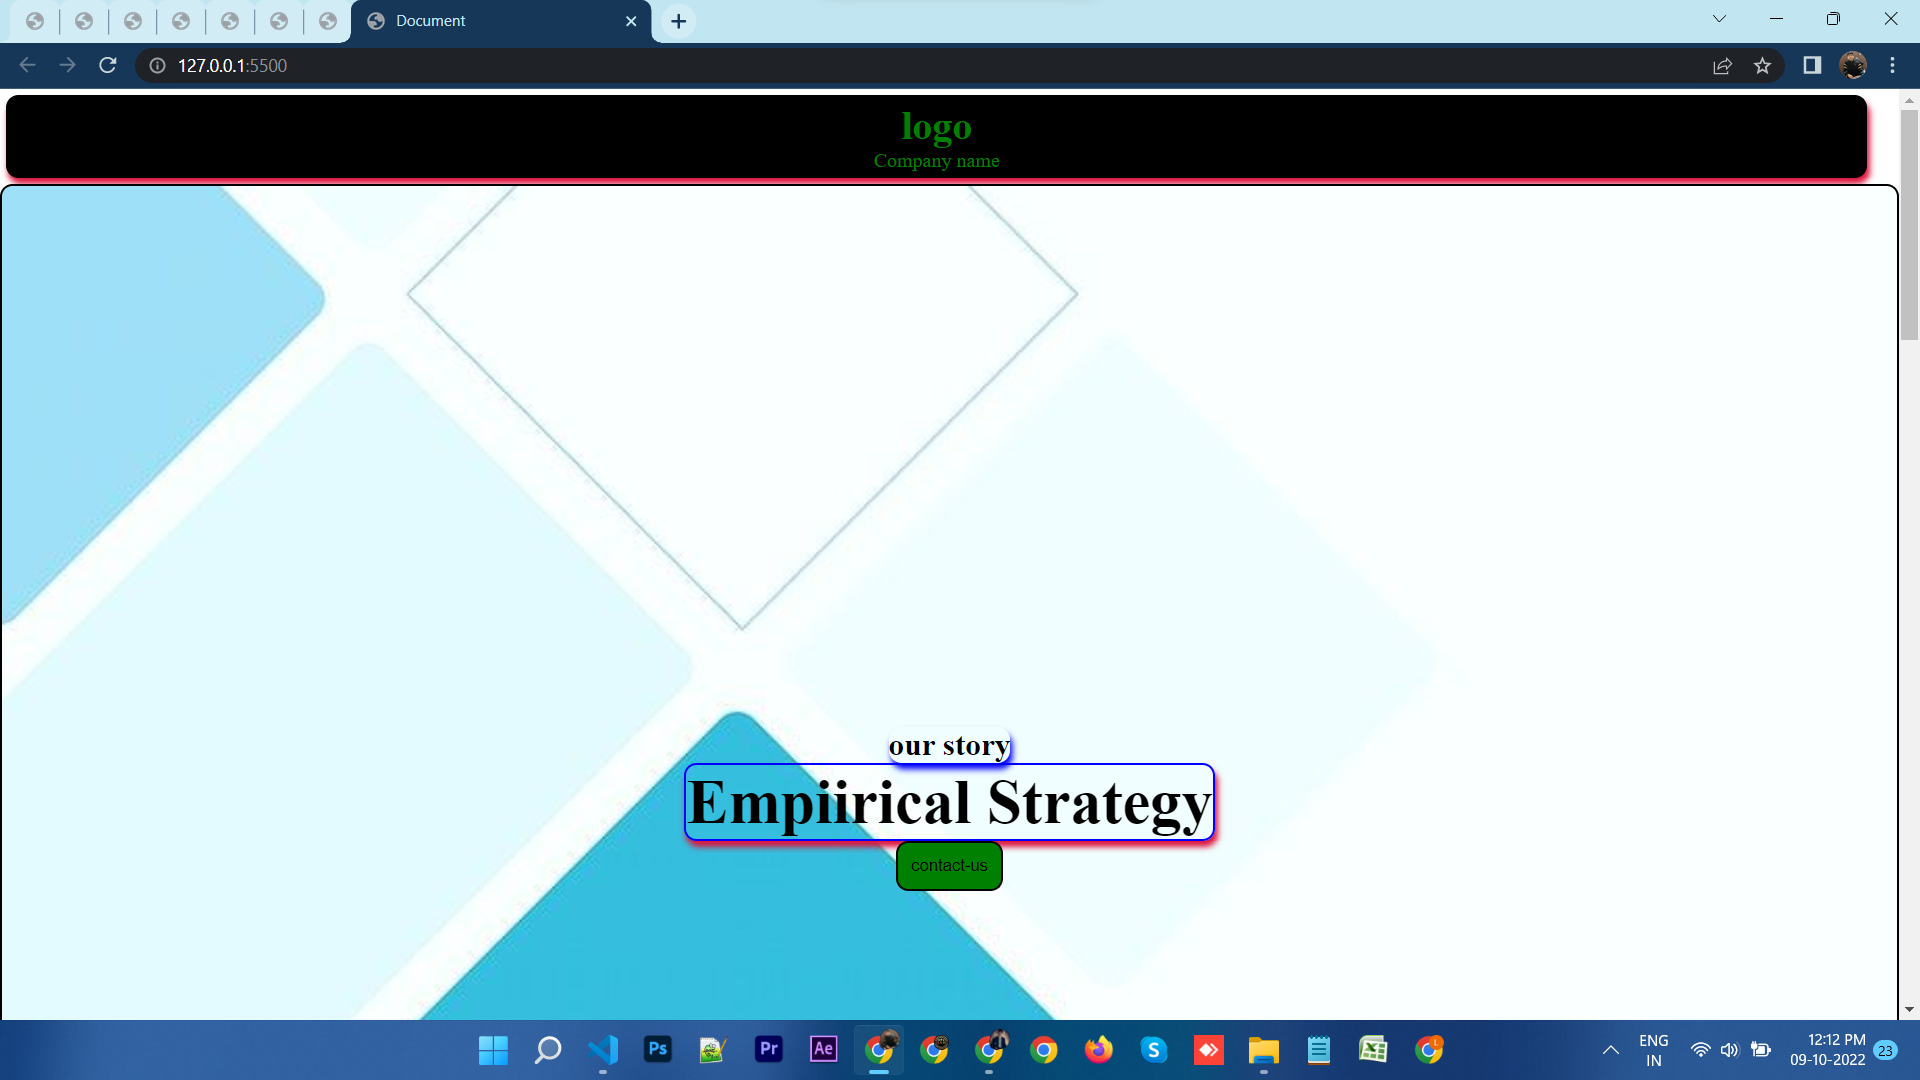 Document
127.0.0.1:5500
logo
Company name
our story
Empiirical Strategy
contact-us
Ps
Pr
Ae
S
L
ENG
IN
12:12 PM
09-10-2022
23